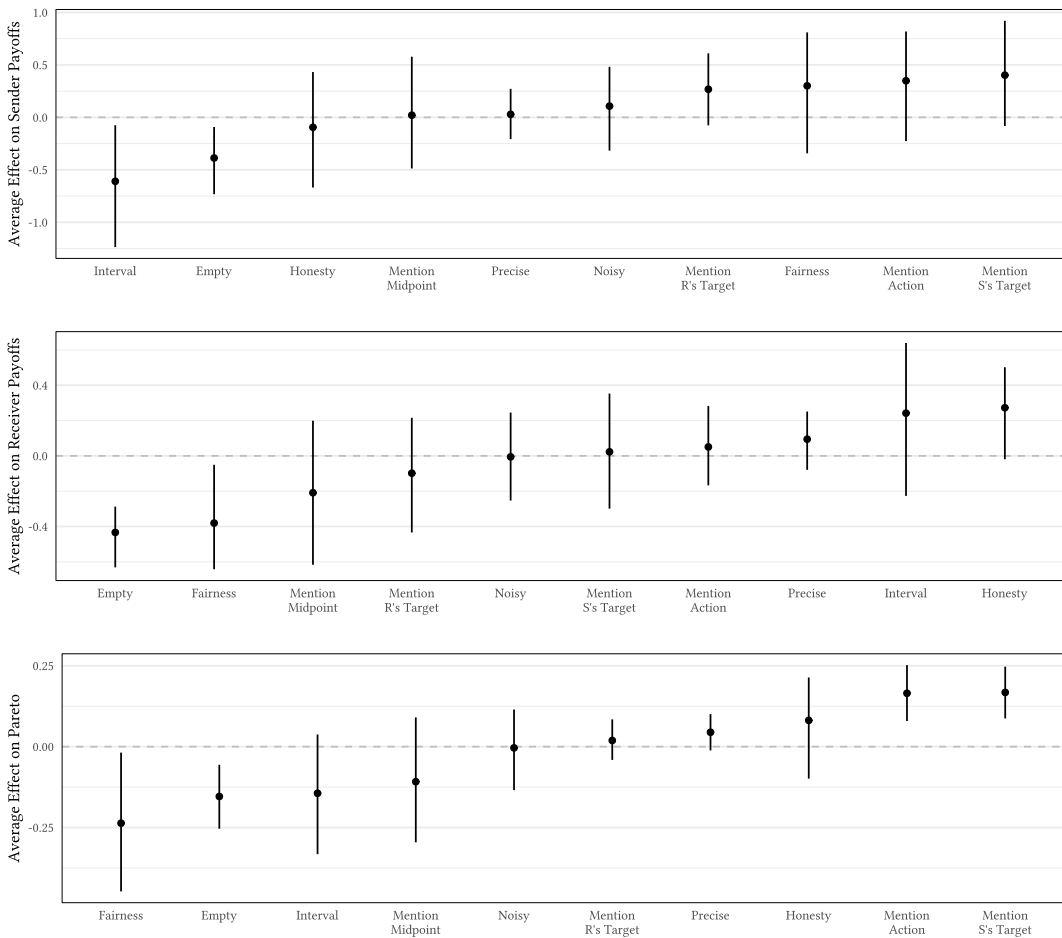 Average Effect on Sender Payoffs
1.0
0.5
0.0
-0.5
-1.0
Interval
Empty
Honesty
Mention
Midpoint
Precise
Noisy
Mention
R's Target
Fairness
Mention
Action
Mention
S's Target
Average Effect on Receiver Payoffs
0.4
0.0
-0.4
Empty
Fairness
Mention
Midpoint
Mention
R's Target
Noisy
Mention
S's Target
Mention
Action
Precise
Interval
Honesty
Average Effect on Pareto
0.25
0.00
-0.25
Fairness
Empty
Interval
Mention
Midpoint
Noisy
Mention
R's Target
Precise
Honesty
Mention
Action
Mention
S's Target